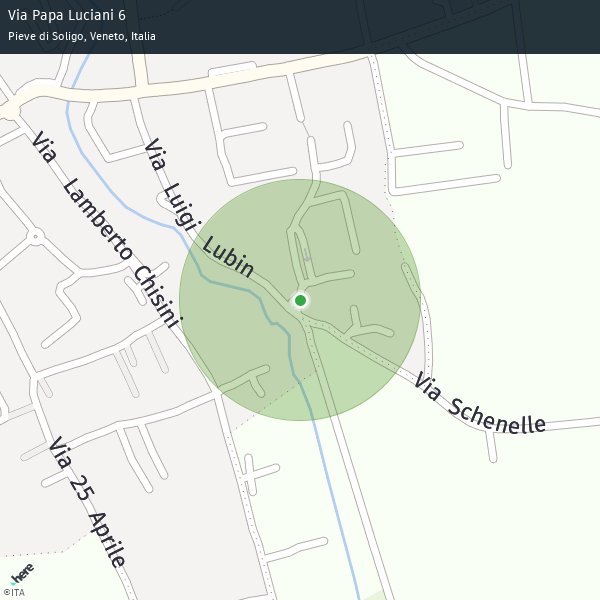 Via Papa Luciani 6
Pieve di Soligo, Veneto, Italia
Via Lamberto Chisini
Via Luigi Lubin
Via Schenelle
Via 25 Aprile
here
©ITA